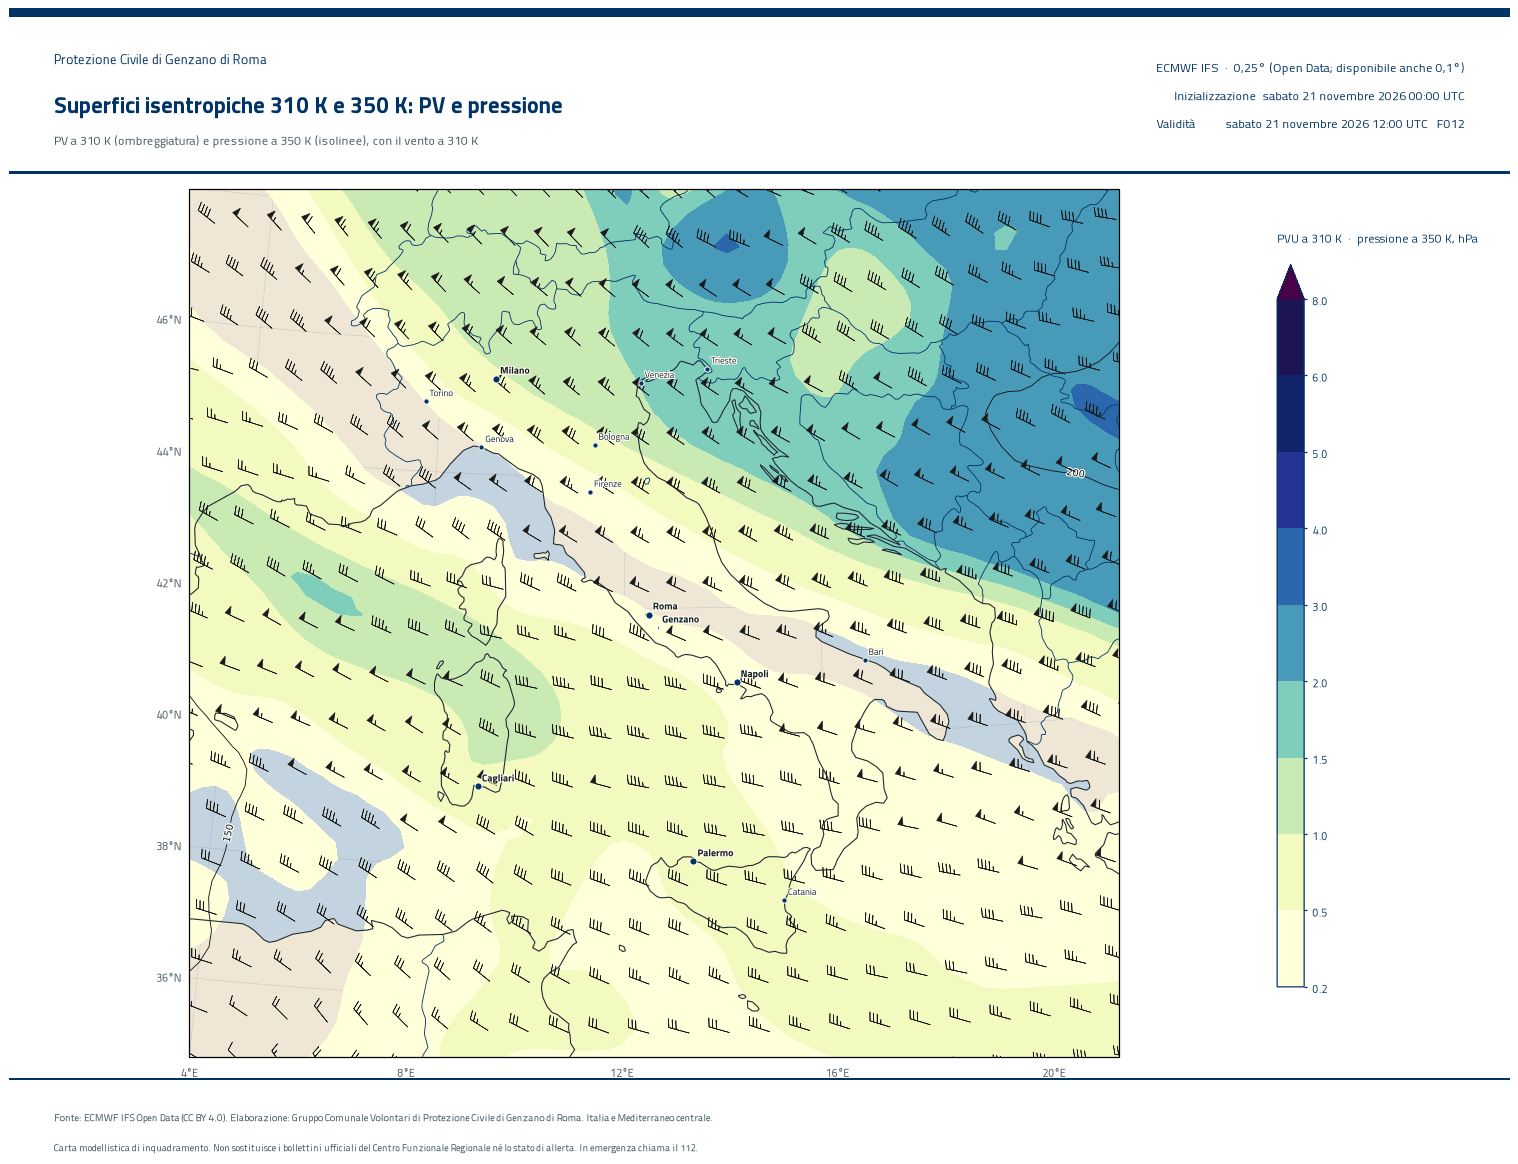 Protezione Civile di Genzano di Roma
Superfici isentropiche 310 K e 350 K: PV e pressione
PV a 310 K (ombreggiatura) e pressione a 350 K (isolinee), con il vento a 310 K
ECMWF IFS · 0,25° (Open Data; disponibile anche 0,1°)
Inizializzazione sabato 21 novembre 2026 00:00 UTC
Validità sabato 21 novembre 2026 12:00 UTC F012
PVU a 310 K · pressione a 350 K, hPa
8.0
6.0
5.0
4.0
3.0
2.0
1.5
1.0
0.5
0.2
46°N
44°N
42°N
40°N
38°N
36°N
4°E
8°E
12°E
16°E
20°E
Trieste
Milano
Venezia
Torino
Genova
Bologna
200
Firenze
Roma
Genzano
Bari
Napoli
Cagliari
150
Palermo
Catania
Fonte: ECMWF IFS Open Data (CC BY 4.0). Elaborazione: Gruppo Comunale Volontari di Protezione Civile di Genzano di Roma. Italia e Mediterraneo centrale.
Carta modellistica di inquadramento. Non sostituisce i bollettini ufficiali del Centro Funzionale Regionale né lo stato di allerta. In emergenza chiama il 112.